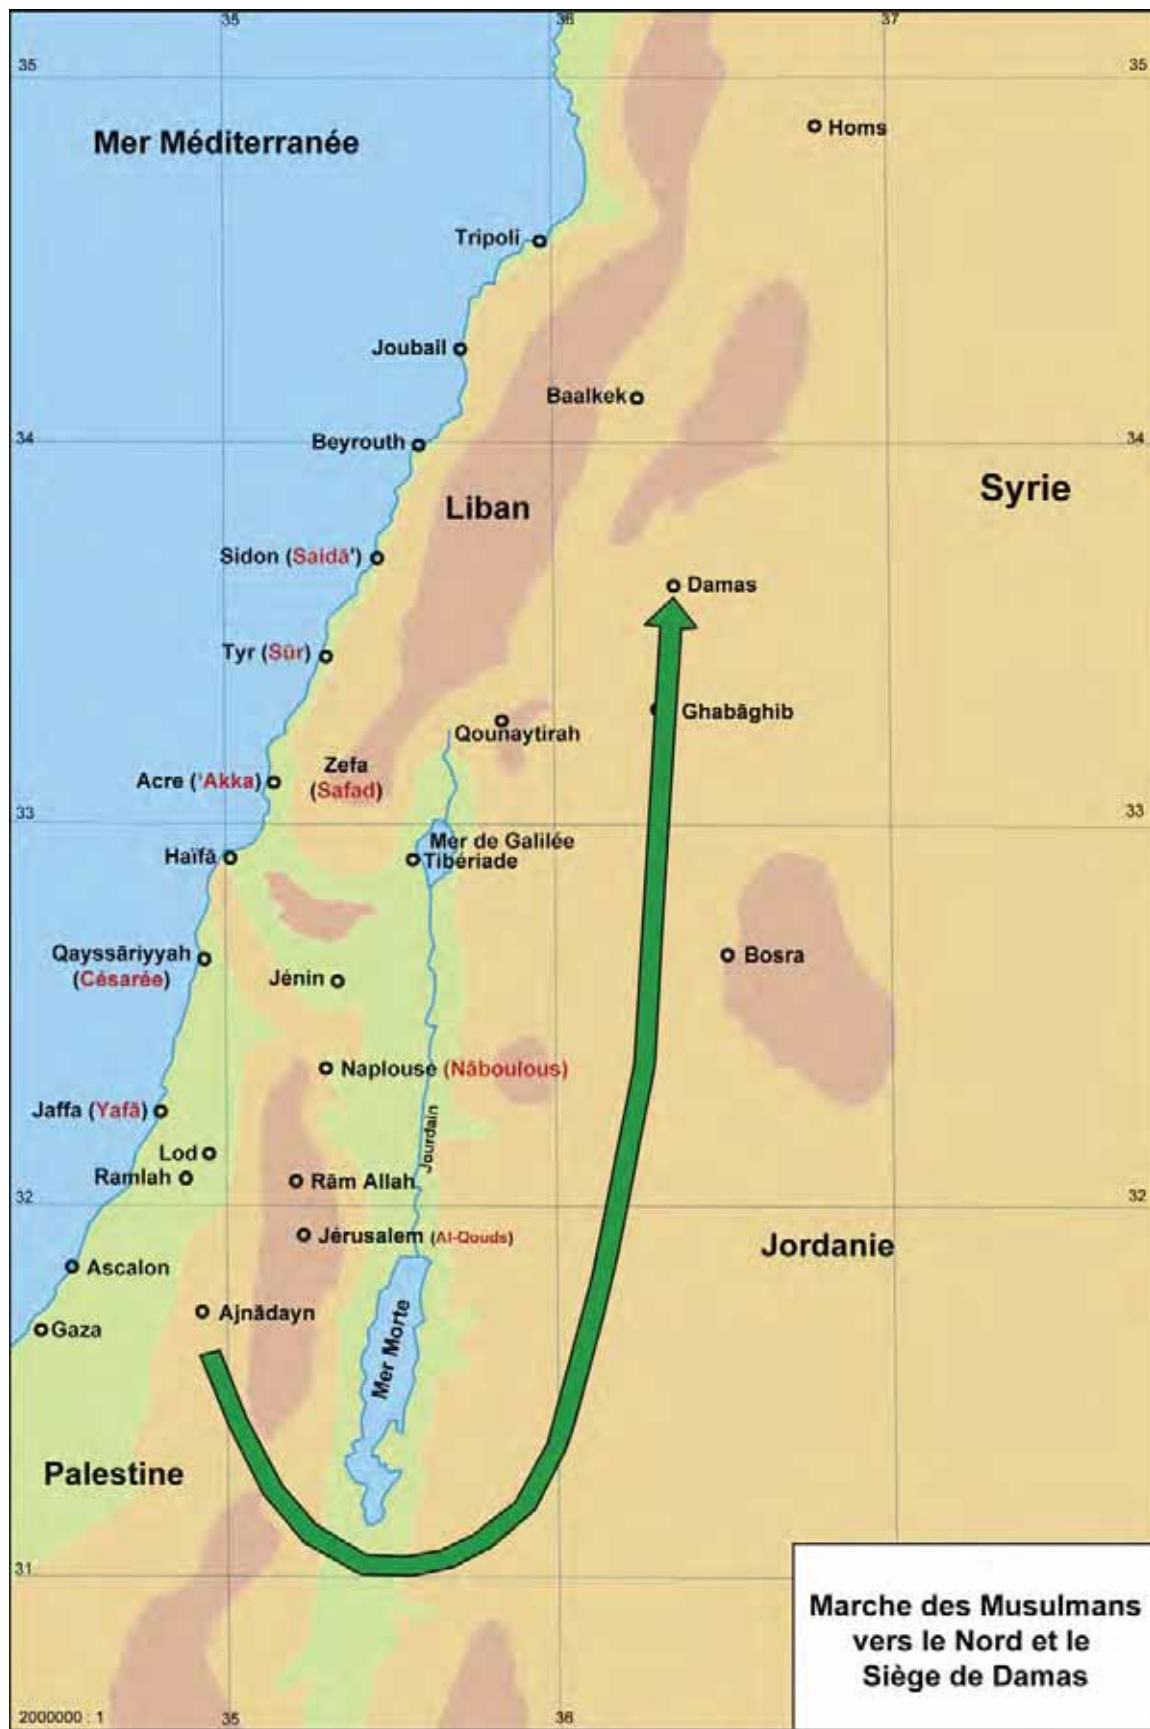 35
36
37
35
35
Mer Méditerranée
Homs
Tripoli
Joubail
Baalkek
34
Beyrouth
34
Syrie
Liban
Sidon (Saidā')
Damas
Tyr (Sūr)
Ghabāghib
Qounaytirah
Zefa
(Safad)
Acre ('Akka)
33
33
Mer de Galilée
Haïfā
Tibériade
Qayssāriyyah
(Césarée)
Bosra
Jénin
Naplouse (Nāboulous)
Jaffa (Yafā)
Jourdain
Lod
Ramlah
Rām Allah
32
32
Jérusalem (Al-Qouds)
Jordanie
Ascalon
Ajnādayn
Gaza
Mer Morte
Palestine
31
Marche des Musulmans
vers le Nord et le
Siège de Damas
2000000 : 1
35
36